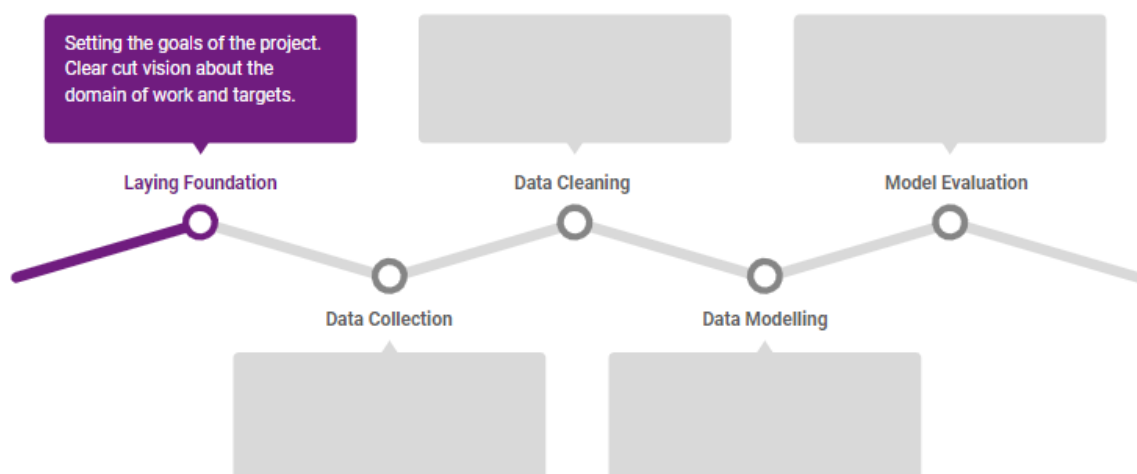 Setting the goals of the project.
Clear cut vision about the
domain of work and targets.
Laying Foundation
Data Cleaning
Model Evaluation
Data Collection
Data Modelling